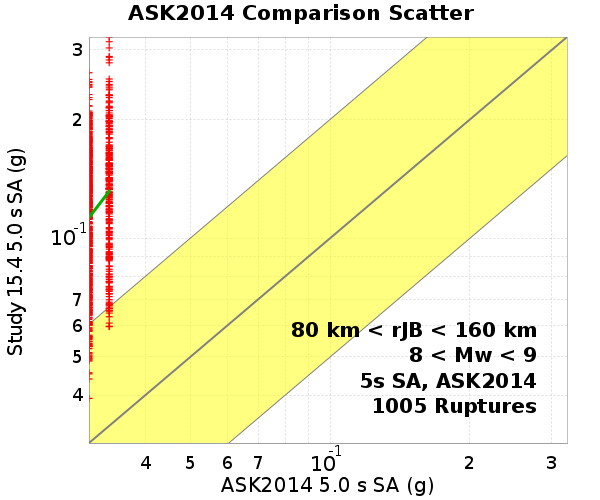 ASK2014 Comparison Scatter
Study 15.4 5.0 s SA (g)
3
2
10⁻¹
7
6
5
4
80 km < rJB < 160 km
8 < Mw < 9
5s SA, ASK2014
1005 Ruptures
4 5 6 7 10⁻¹ 2 3
ASK2014 5.0 s SA (g)